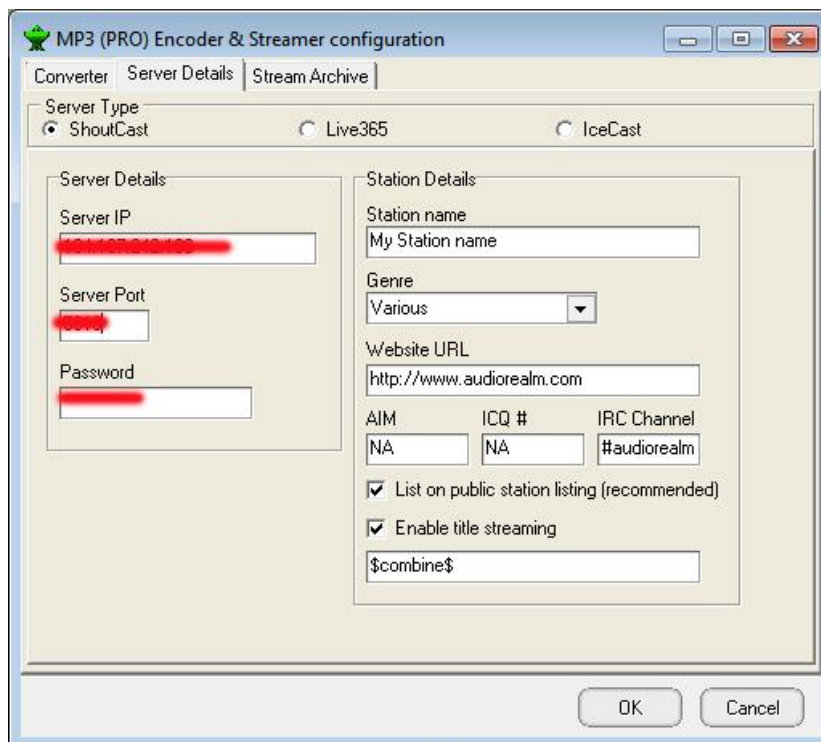 MP3 (PRO) Encoder & Streamer configuration
Converter Server Details Stream Archive
Server Type
ShoutCast Live365 IceCast
Server Details
Server IP
Server Port
Password
Station Details
Station name
My Station name
Genre
Various
Website URL
http://www.audiorealm.com
AIM ICQ # IRC Channel
NA NA #audiorealm
List on public station listing (recommended)
Enable title streaming
$combine$
OK Cancel